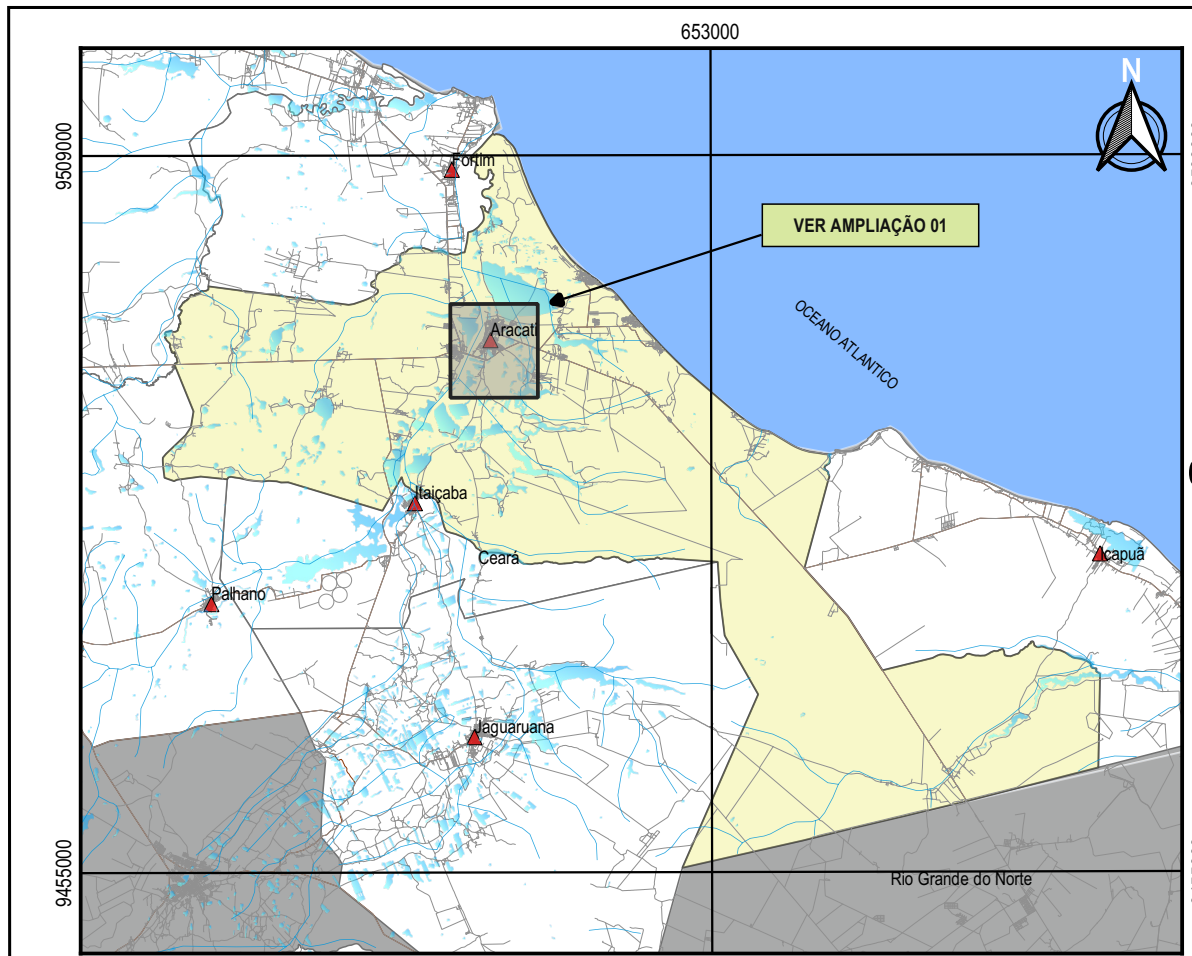 653000
N
9509000
Fortim
VER AMPLIAÇÃO 01
Aracati
OCEANO ATLANTICO
Itaiçaba
Ceará
Icapuã
Palhano
Jaguaruana
9455000
Rio Grande do Norte